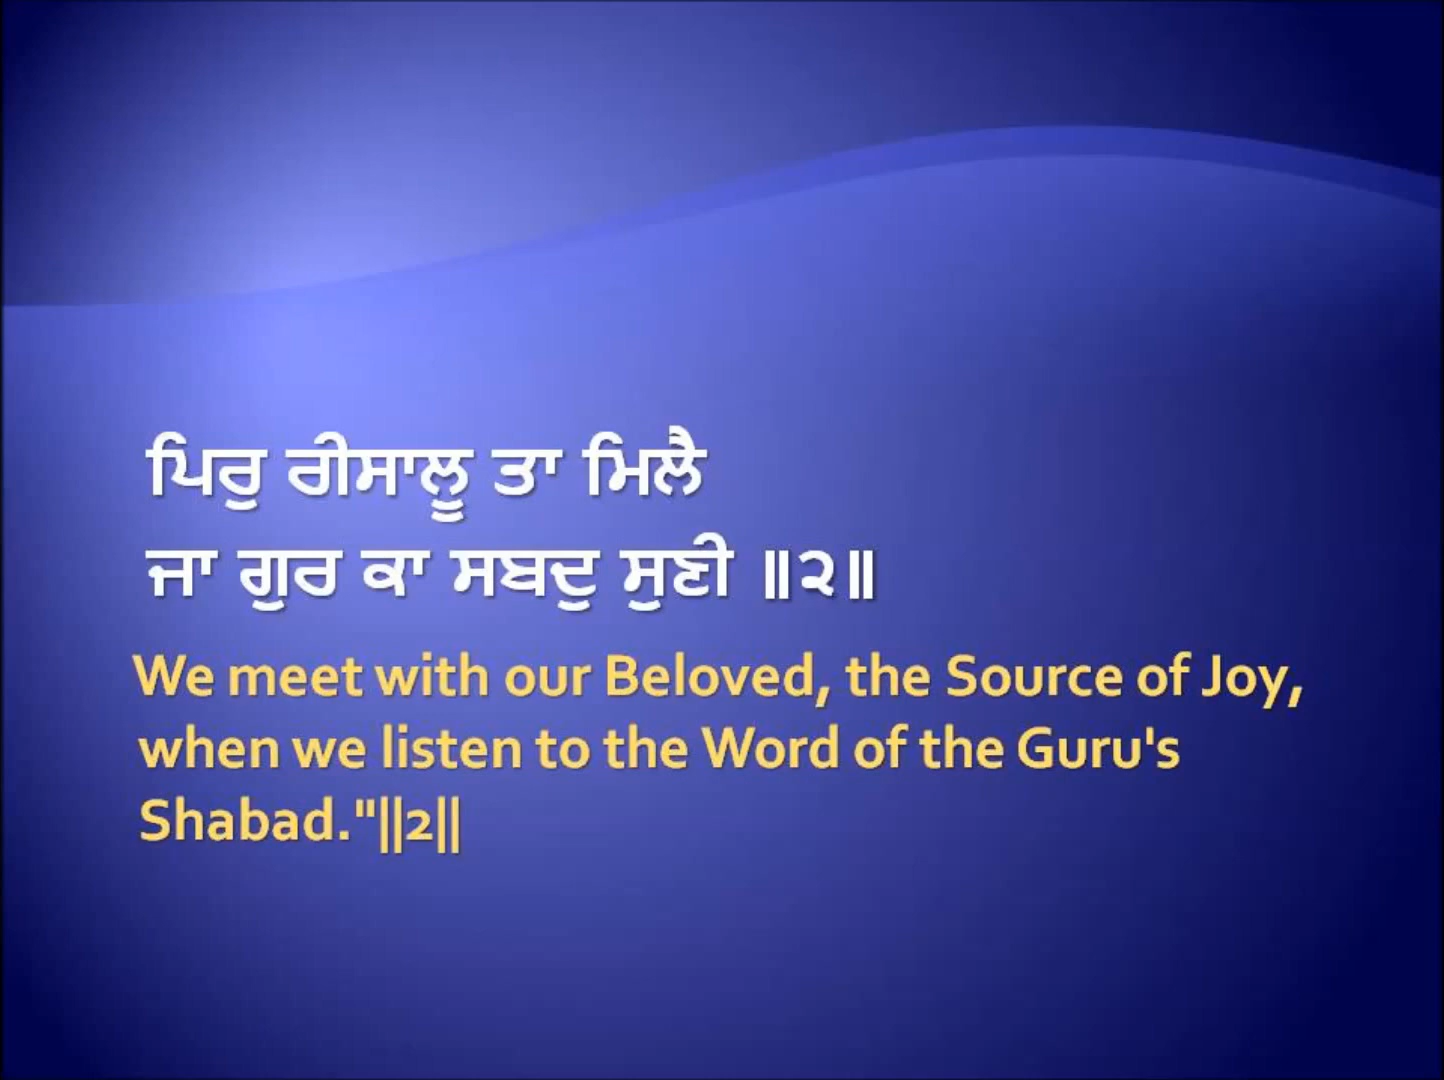 ਪਿਰੁ ਰੀਸਾਲੂ ਤਾ ਮਿਲੈ
ਜਾ ਗੁਰ ਕਾ ਸਬਦੁ ਸੁਣੀ ॥੨॥
We meet with our Beloved, the Source of Joy,
when we listen to the Word of the Guru's
Shabad."||2||